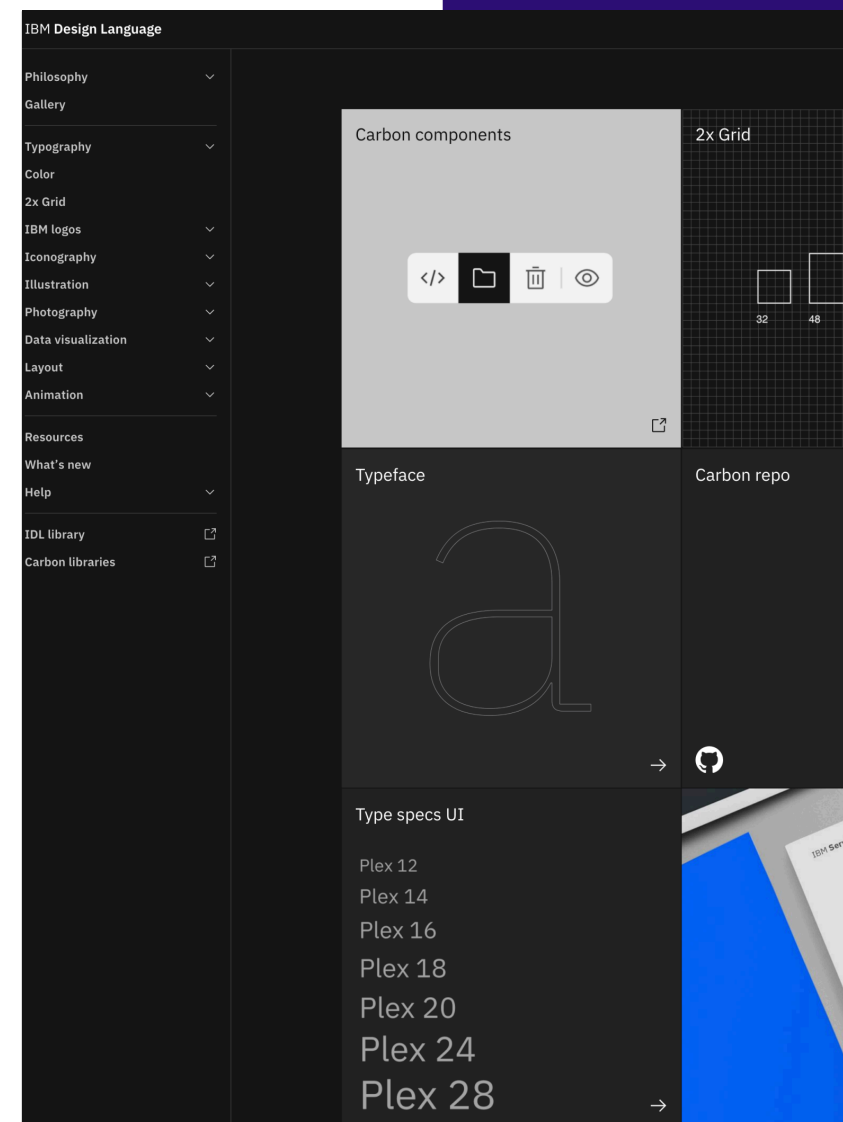 IBM Design Language
Philosophy
Gallery
Typography
Color
2x Grid
IBM logos
Iconography
Illustration
Photography
Data visualization
Layout
Animation
Resources
What's new
Help
IDL library
Carbon libraries
Carbon components
</>
2x Grid
32
48
Typeface
a
Carbon repo
Type specs UI
Plex 12
Plex 14
Plex 16
Plex 18
Plex 20
Plex 24
Plex 28
IBM Ser